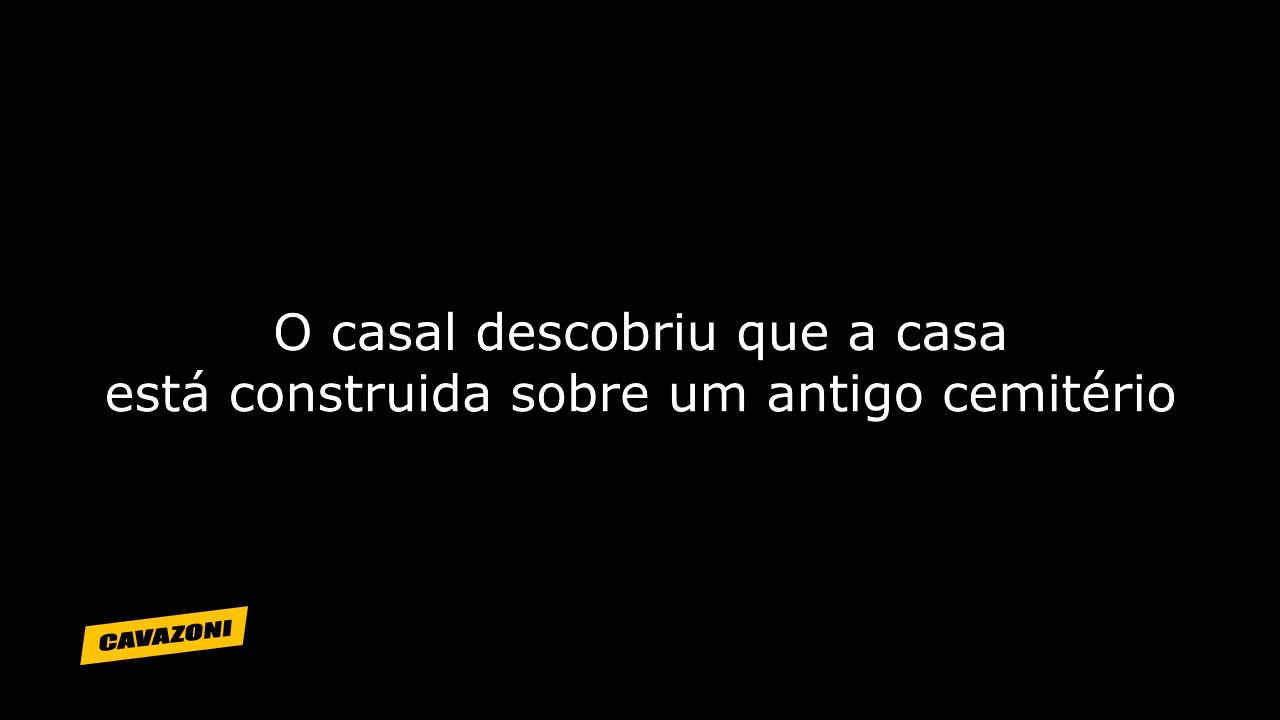 O casal descobriu que a casa
está construida sobre um antigo cemitério
CAVAZONI